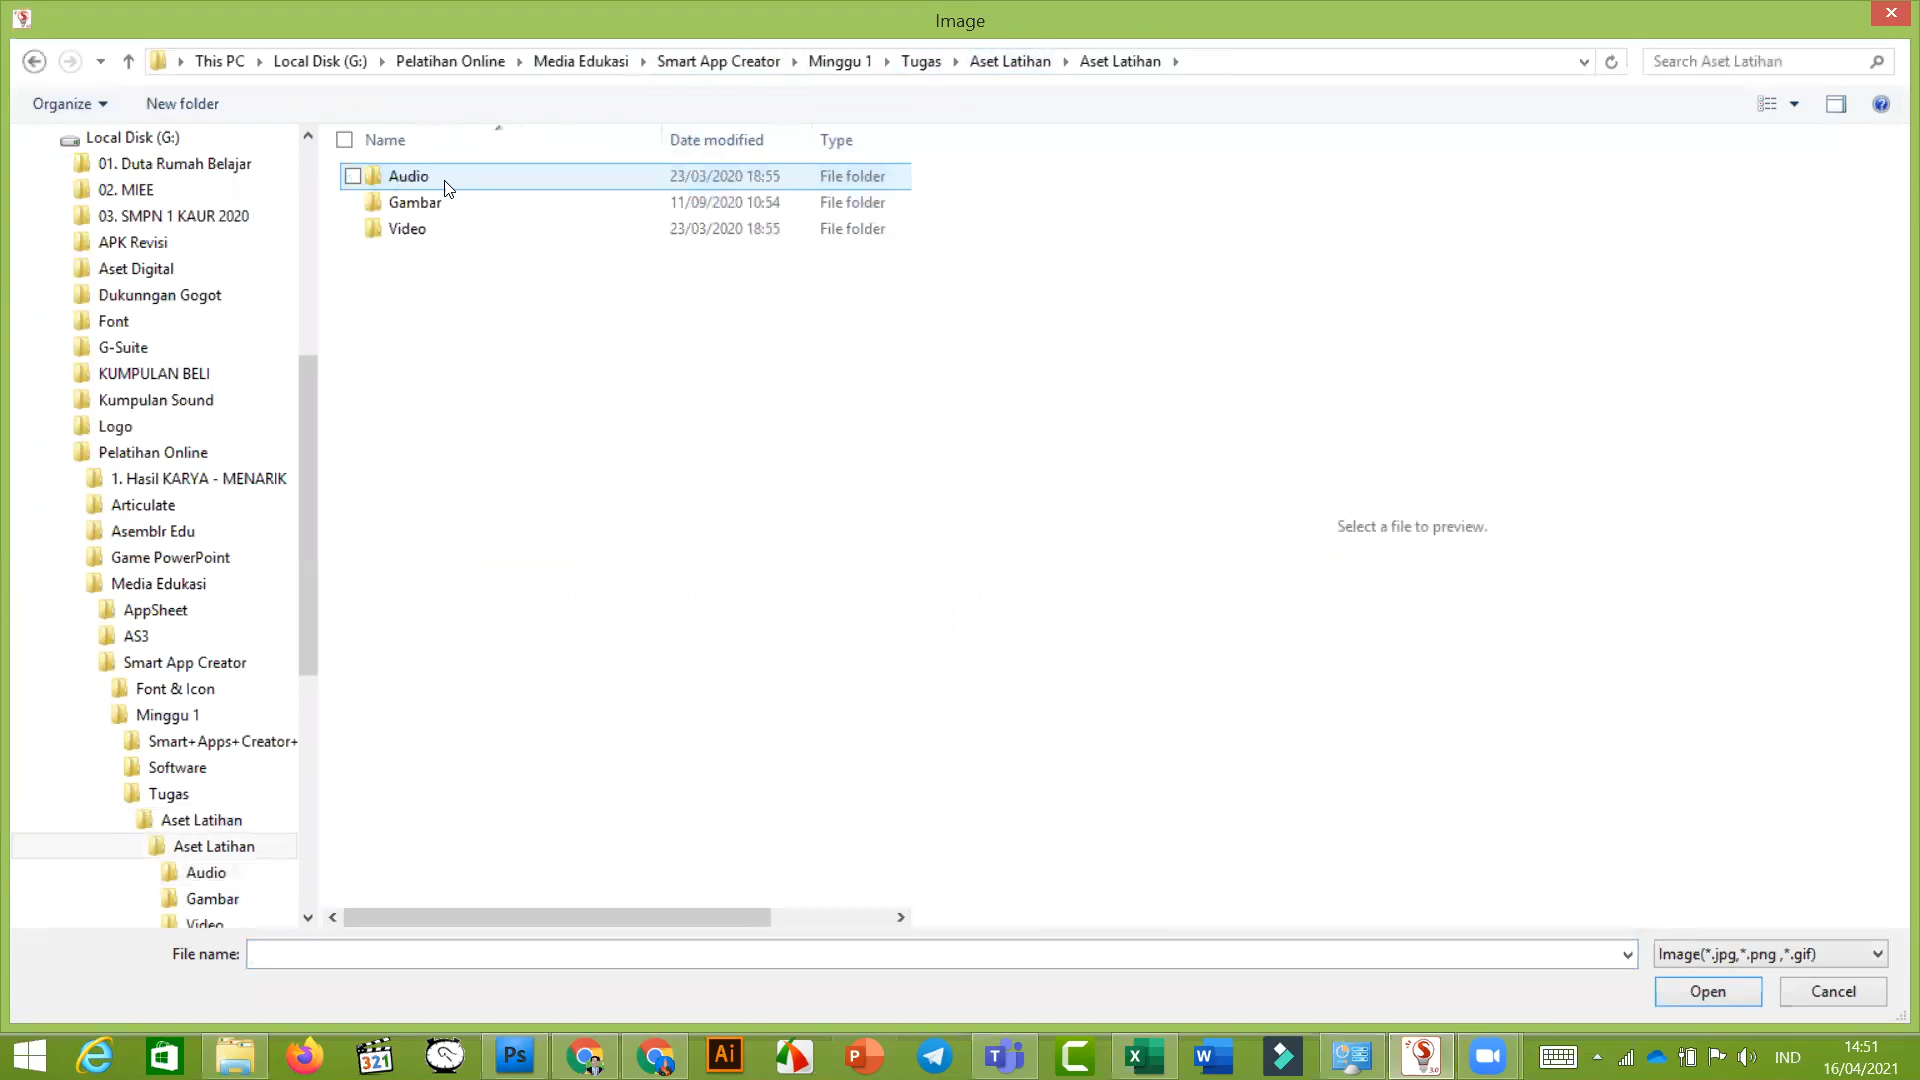 Image
This PC Local Disk (G:) Pelatihan Online Media Edukasi Smart App Creator Minggu 1 Tugas Aset Latihan Aset Latihan
Search Aset Latihan
Organize New folder
Name Date modified Type
Audio 23/03/2020 18:55 File folder
Gambar 11/09/2020 10:54 File folder
Video 23/03/2020 18:55 File folder
Local Disk (G:)
01. Duta Rumah Belajar
02. MIEE
03. SMPN 1 KAUR 2020
APK Revisi
Aset Digital
Dukunngan Gogot
Font
G-Suite
KUMPULAN BELI
Kumpulan Sound
Logo
Pelatihan Online
1. Hasil KARYA - MENARIK
Articulate
Asemblr Edu
Game PowerPoint
Media Edukasi
AppSheet
AS3
Smart App Creator
Font & Icon
Minggu 1
Smart+Apps+Creator+
Software
Tugas
Aset Latihan
Aset Latihan
Audio
Gambar
Video
Select a file to preview.
File name:
Image(*.jpg,*.png ,*.gif)
Open Cancel
321
Ps
Ai
P
T
C
X
W
3.0
IND
14:51
16/04/2021